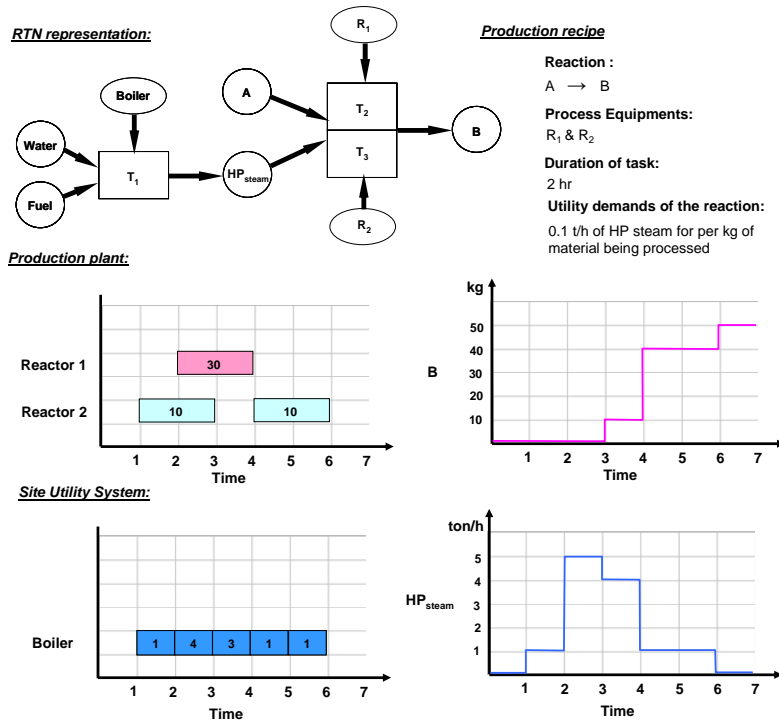 RTN representation:
R1
Production recipe
Reaction :
A → B
Process Equipments:
R1 & R2
Duration of task:
2 hr
Utility demands of the reaction:
0.1 t/h of HP steam for per kg of
material being processed
Boiler
A
T2
B
Water
T1
HPsteam
T3
Fuel
R2
Production plant:
Reactor 1
30
Reactor 2
10
10
1 2 3 4 5 6 7
Time
kg
50
40
30
B
20
10
1 2 3 4 5 6 7
Time
Site Utility System:
Boiler
1 4 3 1 1
1 2 3 4 5 6 7
Time
ton/h
5
4
HPsteam
3
2
1
1 2 3 4 5 6 7
Time